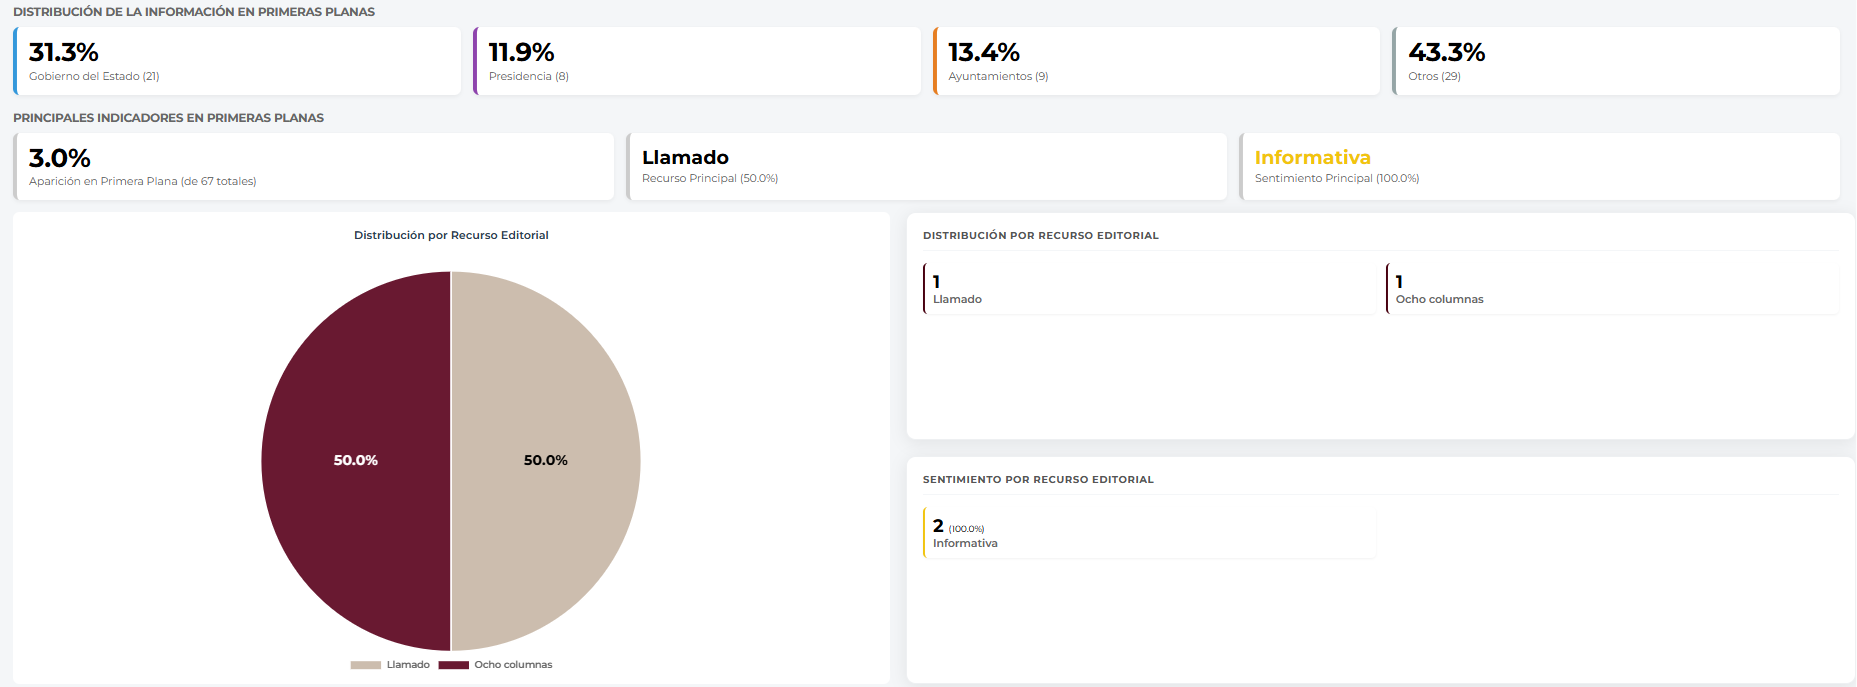 DISTRIBUCIÓN DE LA INFORMACIÓN EN PRIMERAS PLANAS
31.3%
Gobierno del Estado (21)
11.9%
Presidencia (8)
13.4%
Ayuntamientos (9)
43.3%
Otros (29)
PRINCIPALES INDICADORES EN PRIMERAS PLANAS
3.0%
Aparición en Primera Plana (de 67 totales)
Llamado
Recurso Principal (50.0%)
Informativa
Sentimiento Principal (100.0%)
Distribución por Recurso Editorial
50.0%
50.0%
Llamado
Ocho columnas
DISTRIBUCIÓN POR RECURSO EDITORIAL
1
Llamado
1
Ocho columnas
SENTIMIENTO POR RECURSO EDITORIAL
2 (100.0%)
Informativa